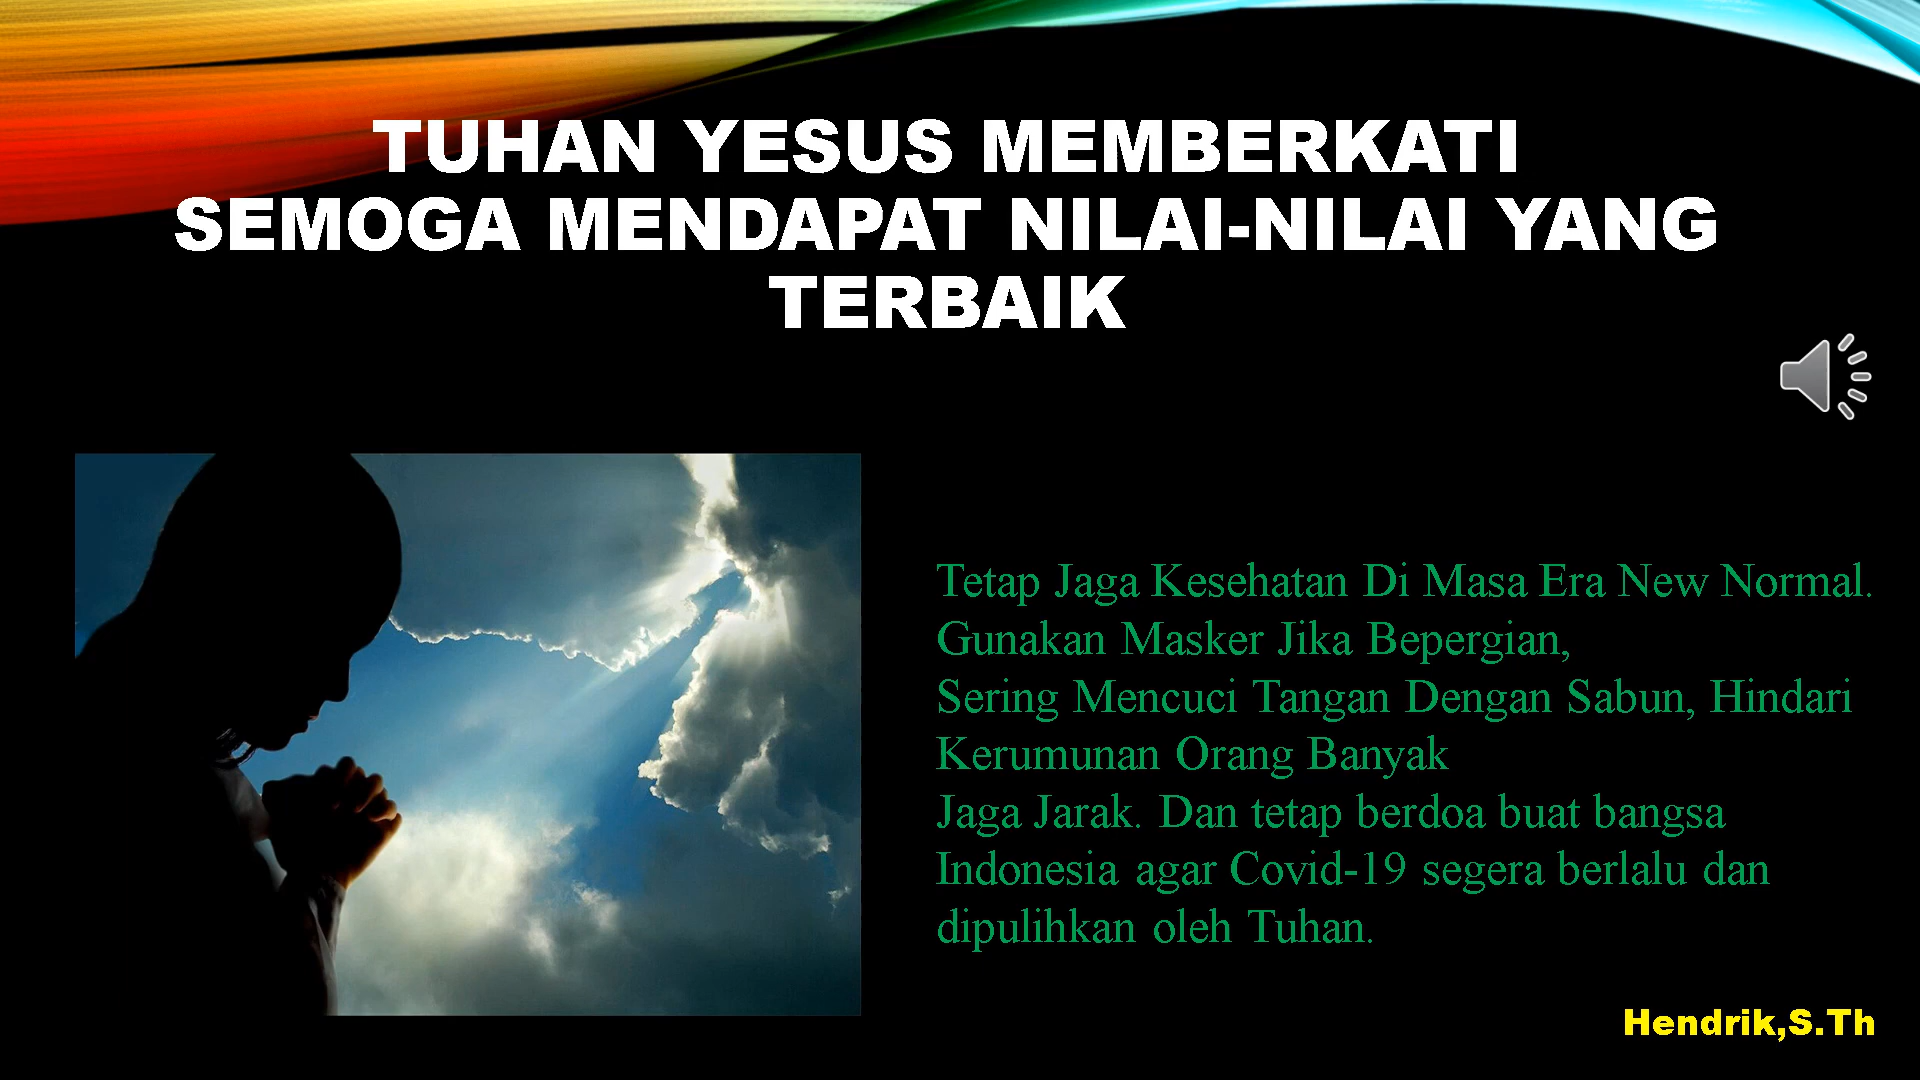 TUHAN YESUS MEMBERKATI
SEMOGA MENDAPAT NILAI-NILAI YANG
TERBAIK
Tetap Jaga Kesehatan Di Masa Era New Normal.
Gunakan Masker Jika Bepergian,
Sering Mencuci Tangan Dengan Sabun, Hindari
Kerumunan Orang Banyak
Jaga Jarak. Dan tetap berdoa buat bangsa
Indonesia agar Covid-19 segera berlalu dan
dipulihkan oleh Tuhan.
Hendrik,S.Th